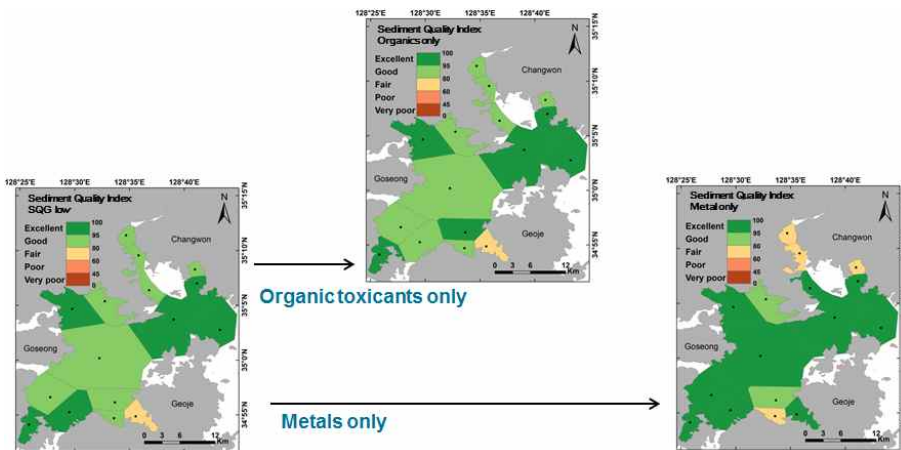 128°25'E 128°30'E 128°35'E 128°40'E
Sediment Quality Index
Organics only
Excellent
Good
Fair
Poor
Very poor
100
95
80
60
45
0
N
Changwon
Goseong
Geoje
0 3 6 12
Km
35°15'N
35°10'N
35°5'N
35°0'N
34°55'N
128°25'E 128°30'E 128°35'E 128°40'E
Sediment Quality Index
SQG low
Excellent
Good
Fair
Poor
Very poor
100
95
80
60
45
0
N
Changwon
Goseong
Geoje
0 3 6 12
Km
35°15'N
35°10'N
35°5'N
35°0'N
34°55'N
Organic toxicants only
Metals only
128°25'E 128°30'E 128°35'E 128°40'E
Sediment Quality Index
Metal only
Excellent
Good
Fair
Poor
Very poor
100
95
80
60
45
0
N
Changwon
Goseong
Geoje
0 3 6 12
Km
35°15'N
35°10'N
35°5'N
35°0'N
34°55'N